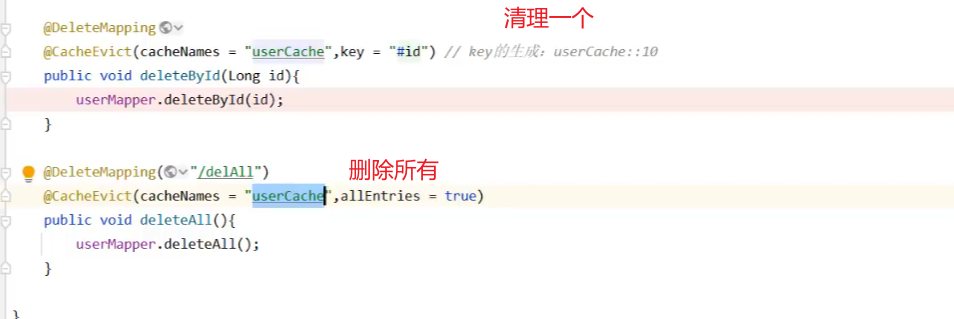 清理一个
@DeleteMapping
@CacheEvict(cacheNames = "userCache",key = "#id") // key的生成：userCache::10
public void deleteById(Long id){
userMapper.deleteById(id);
}
删除所有
@DeleteMapping("/delAll")
@CacheEvict(cacheNames = "userCache",allEntries = true)
public void deleteAll(){
userMapper.deleteAll();
}
}